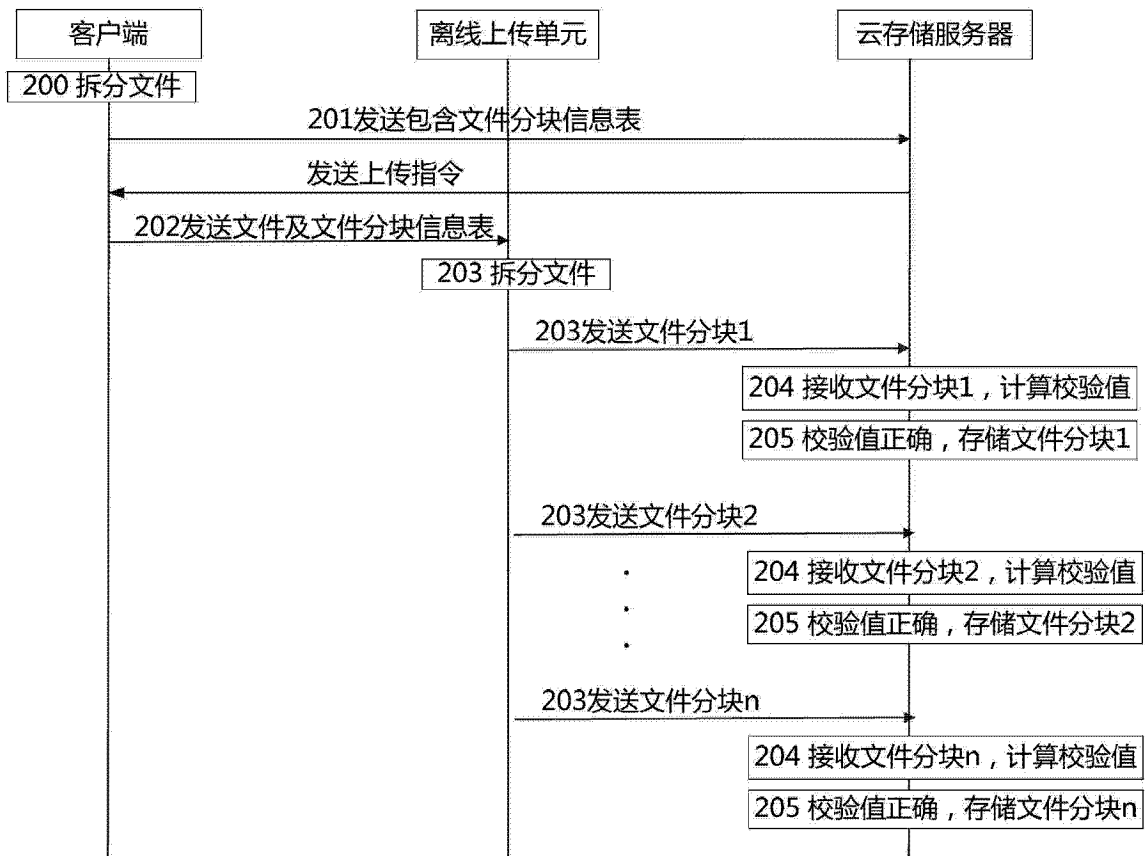 客户端
离线上传单元
云存储服务器
200 拆分文件
201发送包含文件分块信息表
发送上传指令
202发送文件及文件分块信息表
203 拆分文件
203发送文件分块1
204 接收文件分块1，计算校验值
205 校验值正确，存储文件分块1
203发送文件分块2
204 接收文件分块2，计算校验值
205 校验值正确，存储文件分块2
203发送文件分块n
204 接收文件分块n，计算校验值
205 校验值正确，存储文件分块n